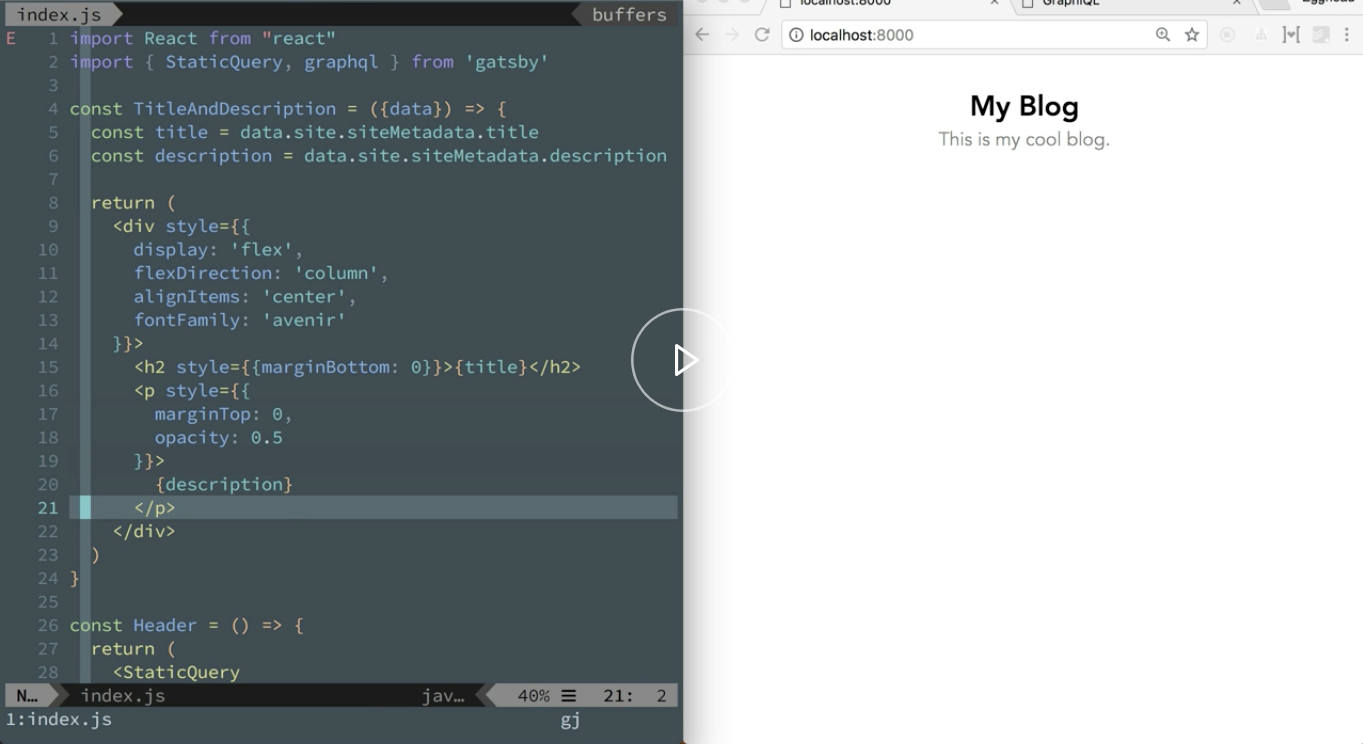 index.js buffers
E 1 import React from "react"
2 import { StaticQuery, graphql } from 'gatsby'
3
4 const TitleAndDescription = ({data}) => {
5 const title = data.site.siteMetadata.title
6 const description = data.site.siteMetadata.description
7
8 return (
9 <div style={{
10 display: 'flex',
11 flexDirection: 'column',
12 alignItems: 'center',
13 fontFamily: 'avenir'
14 }}>
15 <h2 style={{marginBottom: 0}}>{title}</h2>
16 <p style={{
17 marginTop: 0,
18 opacity: 0.5
19 }}>
20 {description}
21 </p>
22 </div>
23 )
24 }
25
26 const Header = () => {
27 return (
28 <StaticQuery
N… index.js jav… 40% ☰ 21: 2
1:index.js gj
localhost:8000 × GraphiQL × Egghead
localhost:8000
My Blog
This is my cool blog.